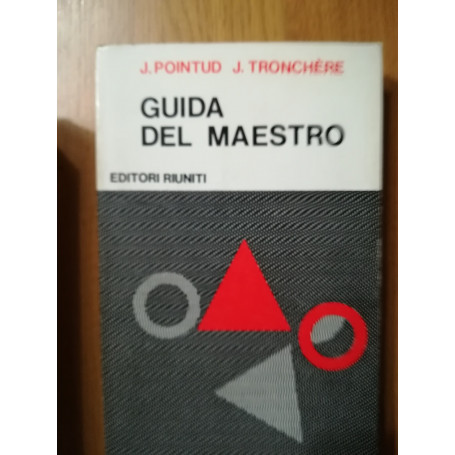 J. POINTUD J. TRONCHÈRE
GUIDA
DEL MAESTRO
EDITORI RIUNITI